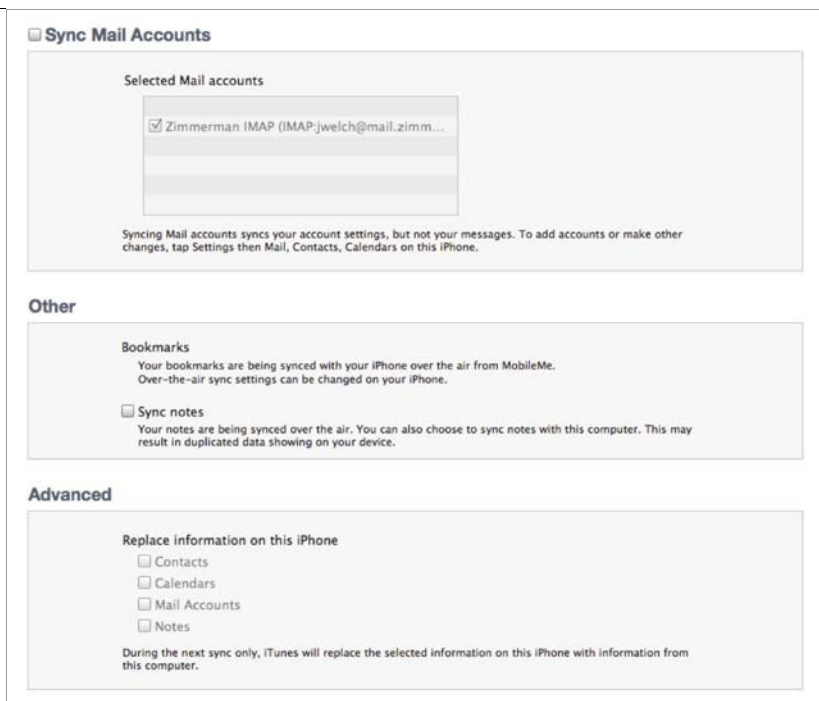 Sync Mail Accounts
Selected Mail accounts
Zimmerman IMAP (IMAP:jwelch@mail.zimm...
Syncing Mail accounts syncs your account settings, but not your messages. To add accounts or make other
changes, tap Settings then Mail, Contacts, Calendars on this iPhone.
Other
Bookmarks
Your bookmarks are being synced with your iPhone over the air from MobileMe.
Over-the-air sync settings can be changed on your iPhone.
Sync notes
Your notes are being synced over the air. You can also choose to sync notes with this computer. This may
result in duplicated data showing on your device.
Advanced
Replace information on this iPhone
Contacts
Calendars
Mail Accounts
Notes
During the next sync only, iTunes will replace the selected information on this iPhone with information from
this computer.